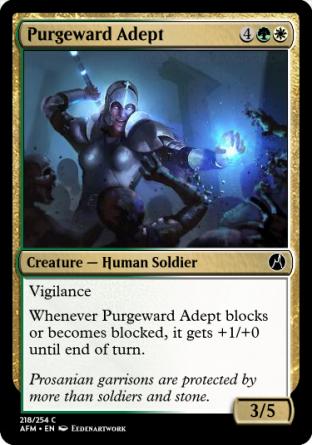 Purgeward Adept 4
Creature — Human Soldier
Vigilance
Whenever Purgeward Adept blocks
or becomes blocked, it gets +1/+0
until end of turn.
Prosanian garrisons are protected by
more than soldiers and stone.
3/5
218/254 C
AFM • EN EEDENARTWORK